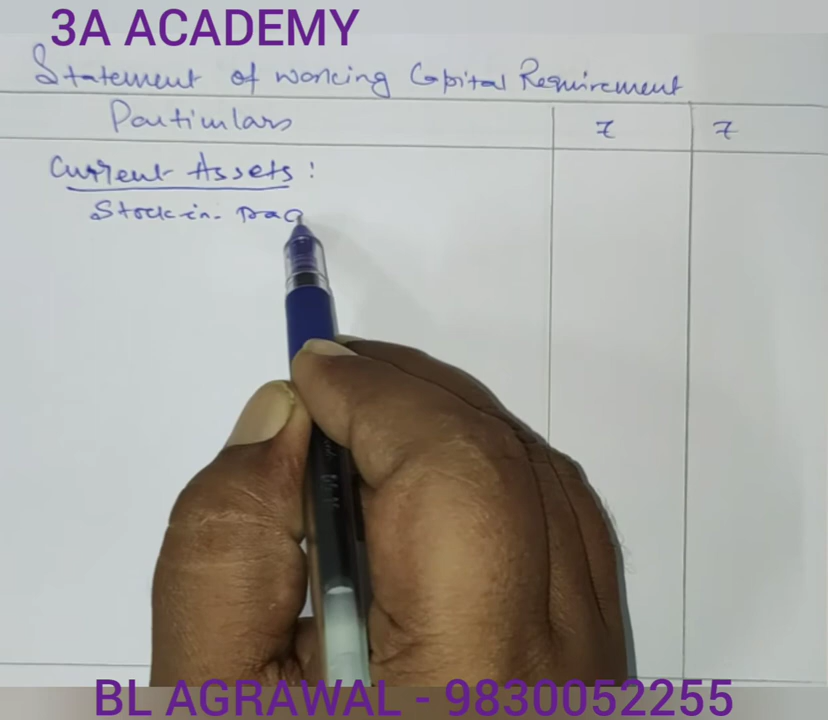 3A ACADEMY
Statement of working Capital Requirement
Particulars ₹ ₹
Current Assets :
Stock-in-
BL AGRAWAL - 9830052255